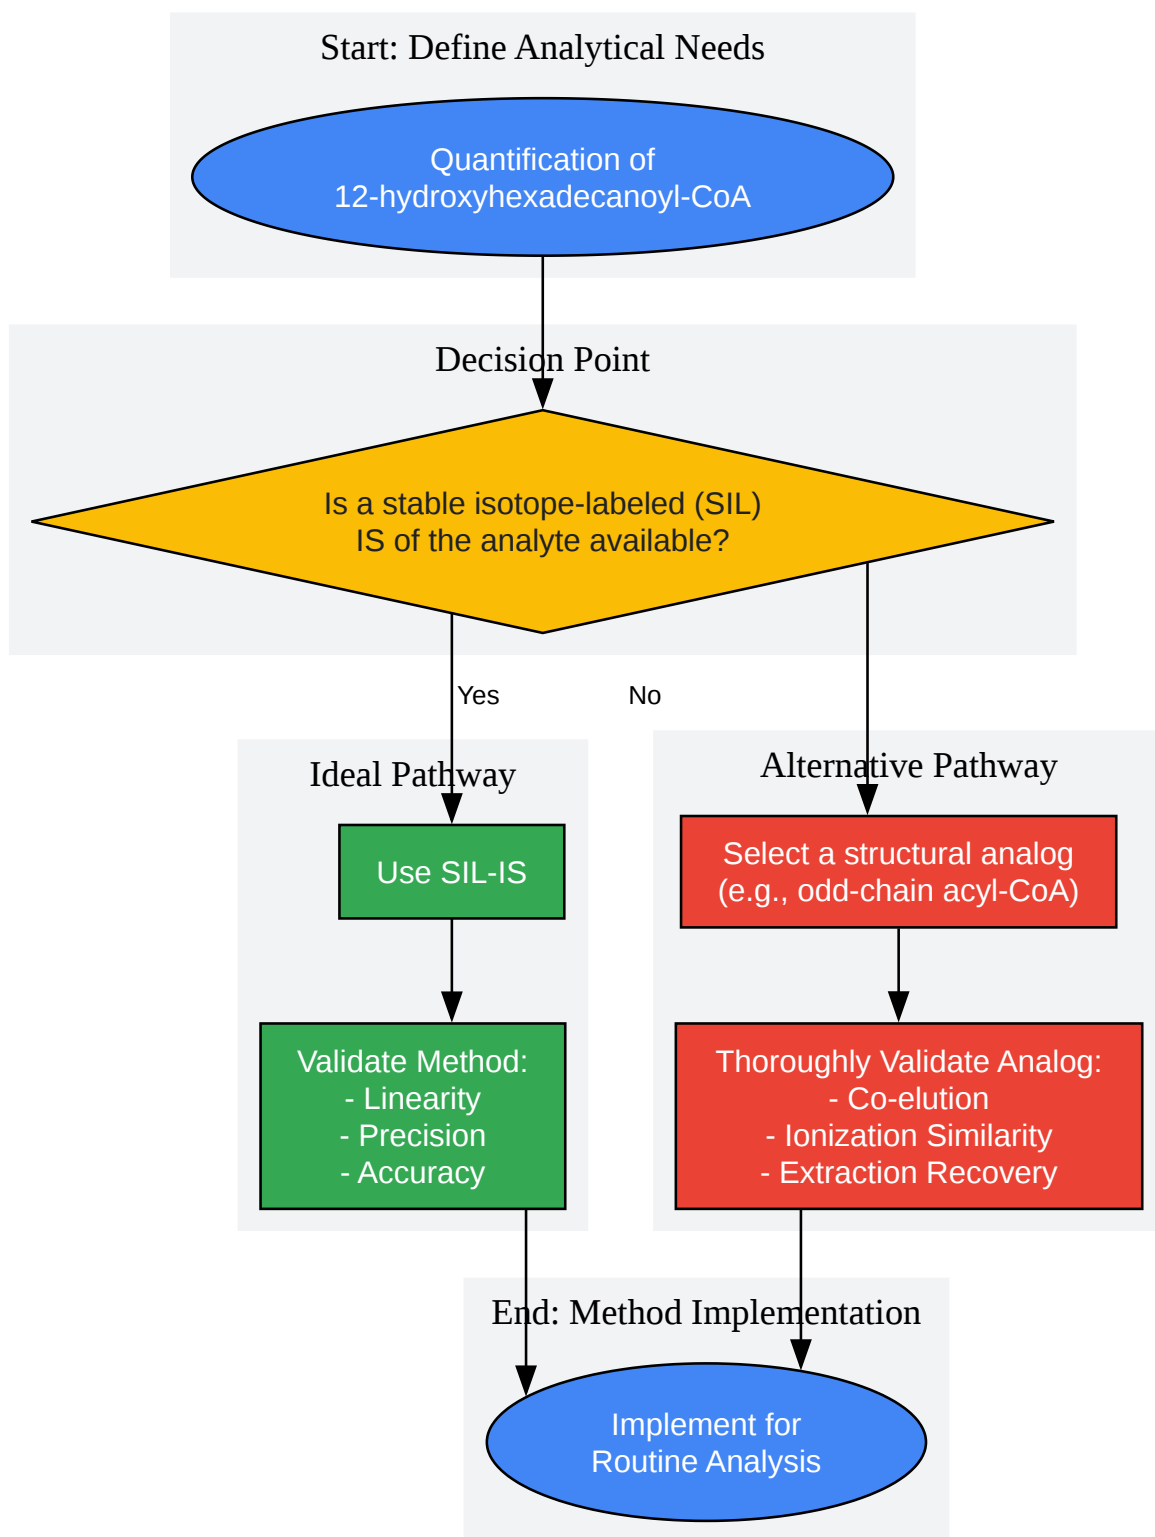 Start: Define Analytical Needs
Quantification of
12-hydroxyhexadecanoyl-CoA
Decision Point
Is a stable isotope-labeled (SIL)
IS of the analyte available?
Yes
No
Ideal Pathway
Use SIL-IS
Validate Method:
- Linearity
- Precision
- Accuracy
Alternative Pathway
Select a structural analog
(e.g., odd-chain acyl-CoA)
Thoroughly Validate Analog:
- Co-elution
- Ionization Similarity
- Extraction Recovery
End: Method Implementation
Implement for
Routine Analysis